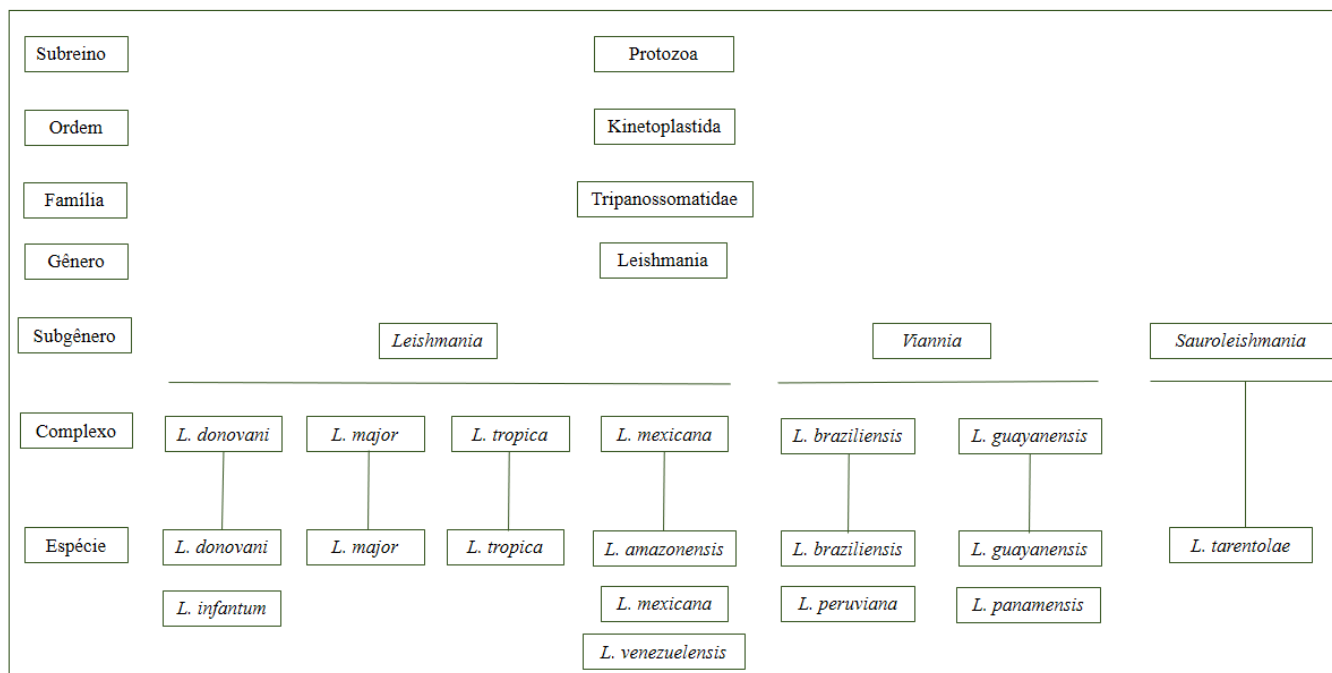 Subreino Protozoa
Ordem Kinetoplastida
Família Tripanossomatidae
Gênero Leishmania
Subgênero Leishmania Viannia Sauroleishmania
Complexo L. donovani L. major L. tropica L. mexicana L. braziliensis L. guayanensis
Espécie L. donovani L. major L. tropica L. amazonensis L. braziliensis L. guayanensis L. tarentolae
L. infantum L. mexicana L. peruviana L. panamensis
L. venezuelensis